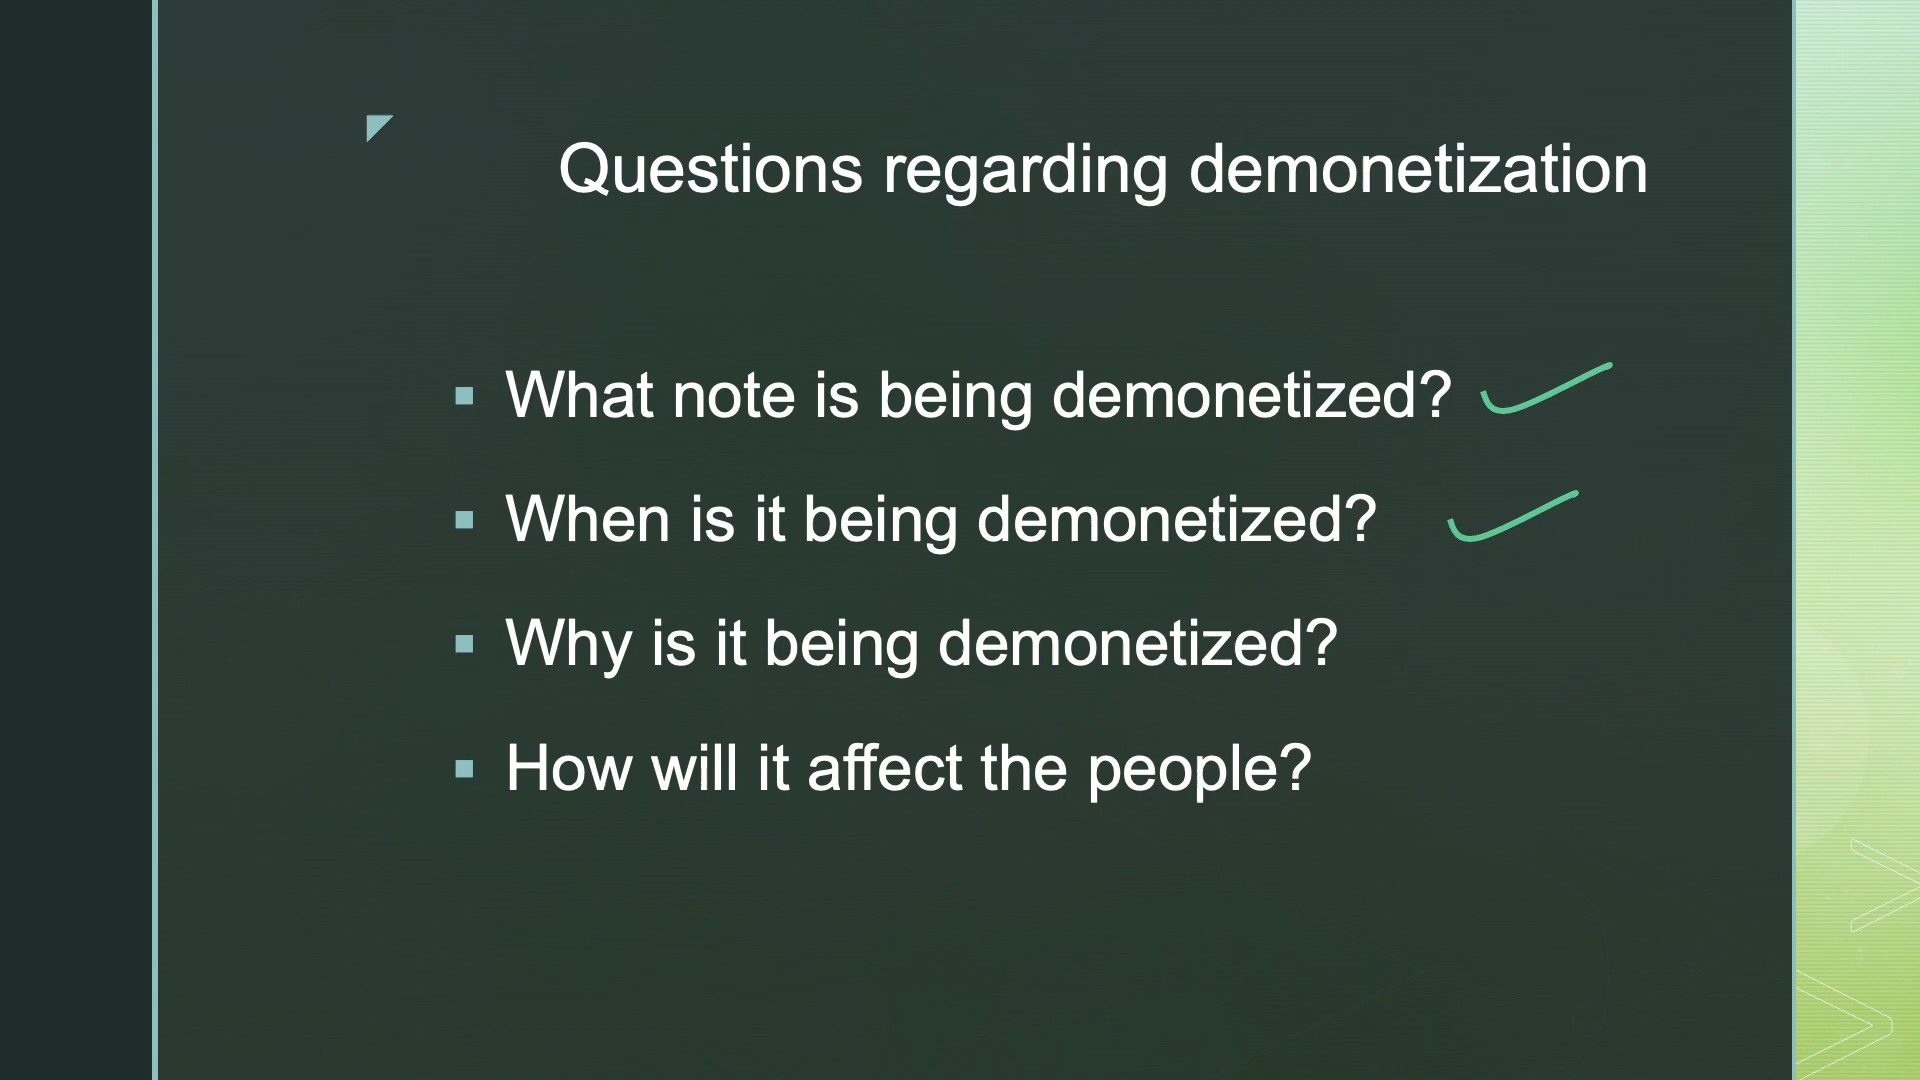 Questions regarding demonetization
What note is being demonetized?
When is it being demonetized?
Why is it being demonetized?
How will it affect the people?